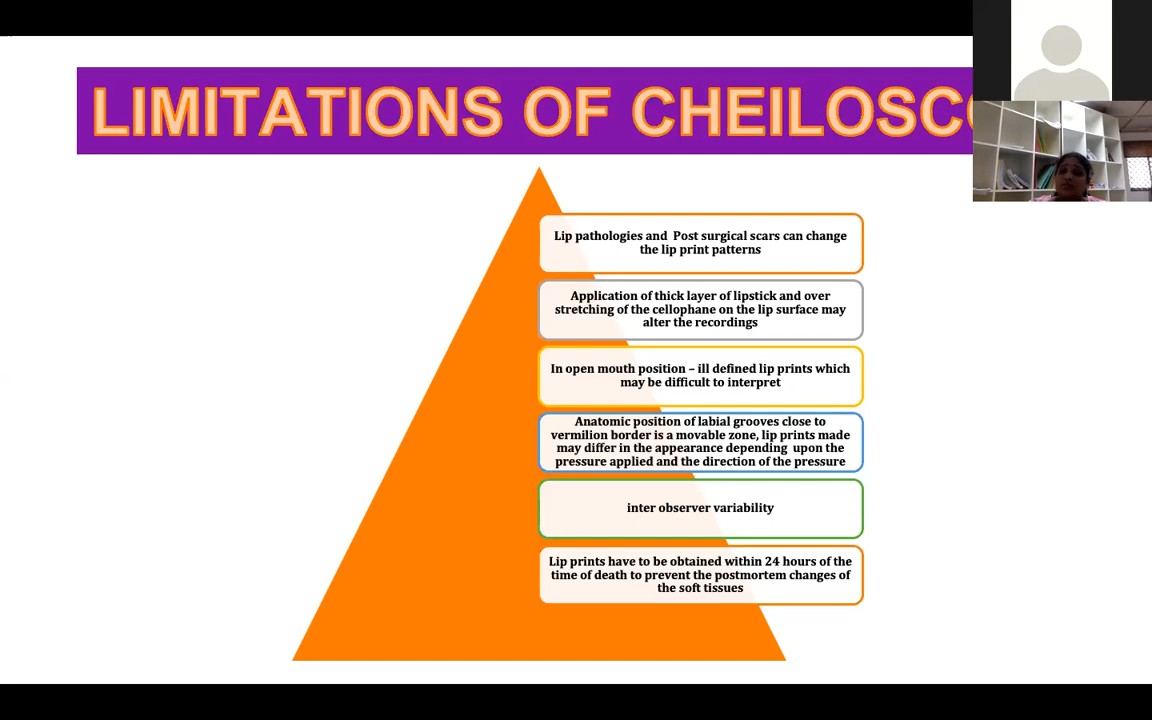 LIMITATIONS OF CHEILOSC
Lip pathologies and Post surgical scars can change
the lip print patterns
Application of thick layer of lipstick and over
stretching of the cellophane on the lip surface may
alter the recordings
In open mouth position – ill defined lip prints which
may be difficult to interpret
Anatomic position of labial grooves close to
vermilion border is a movable zone, lip prints made
may differ in the appearance depending upon the
pressure applied and the direction of the pressure
inter observer variability
Lip prints have to be obtained within 24 hours of the
time of death to prevent the postmortem changes of
the soft tissues